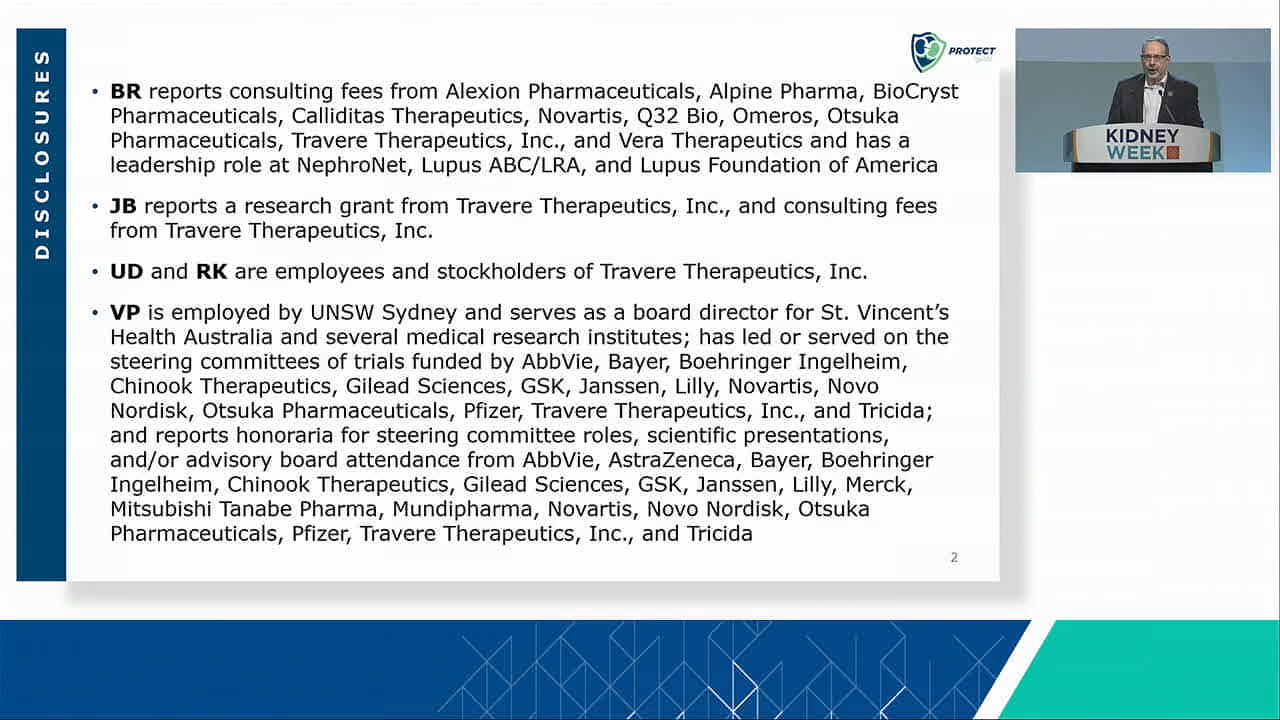 DISCLOSURES
PROTECT
• BR reports consulting fees from Alexion Pharmaceuticals, Alpine Pharma, BioCryst
Pharmaceuticals, Calliditas Therapeutics, Novartis, Q32 Bio, Omeros, Otsuka
Pharmaceuticals, Travere Therapeutics, Inc., and Vera Therapeutics and has a
leadership role at NephroNet, Lupus ABC/LRA, and Lupus Foundation of America
• JB reports a research grant from Travere Therapeutics, Inc., and consulting fees
from Travere Therapeutics, Inc.
• UD and RK are employees and stockholders of Travere Therapeutics, Inc.
• VP is employed by UNSW Sydney and serves as a board director for St. Vincent’s
Health Australia and several medical research institutes; has led or served on the
steering committees of trials funded by AbbVie, Bayer, Boehringer Ingelheim,
Chinook Therapeutics, Gilead Sciences, GSK, Janssen, Lilly, Novartis, Novo
Nordisk, Otsuka Pharmaceuticals, Pfizer, Travere Therapeutics, Inc., and Tricida;
and reports honoraria for steering committee roles, scientific presentations,
and/or advisory board attendance from AbbVie, AstraZeneca, Bayer, Boehringer
Ingelheim, Chinook Therapeutics, Gilead Sciences, GSK, Janssen, Lilly, Merck,
Mitsubishi Tanabe Pharma, Mundipharma, Novartis, Novo Nordisk, Otsuka
Pharmaceuticals, Pfizer, Travere Therapeutics, Inc., and Tricida
2
KIDNEY
WEEK